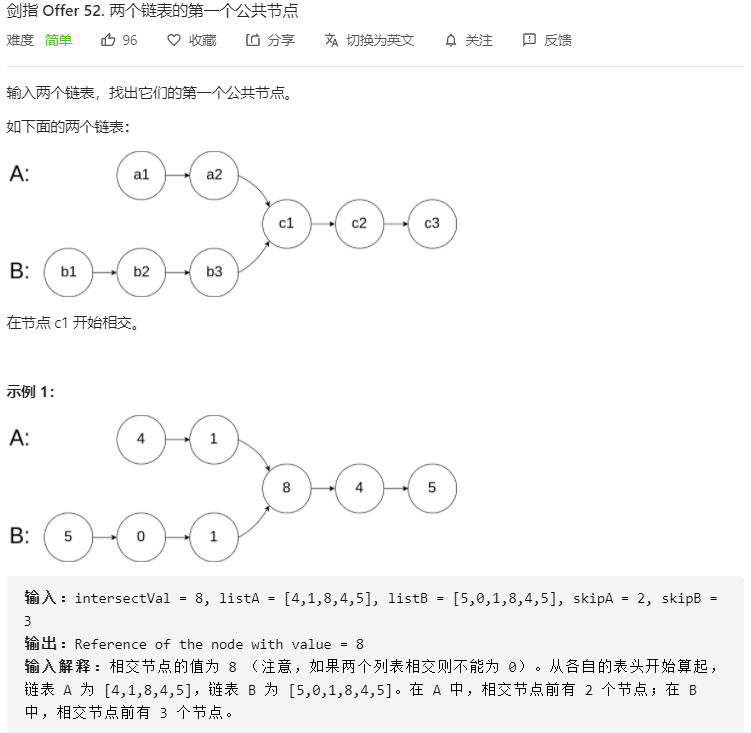 剑指 Offer 52. 两个链表的第一个公共节点
难度 简单 96 收藏 分享 切换为英文 关注 反馈
输入两个链表，找出它们的第一个公共节点。
如下面的两个链表：
A: a1 a2
c1 c2 c3
B: b1 b2 b3
在节点 c1 开始相交。
示例 1：
A: 4 1
8 4 5
B: 5 0 1
输入：intersectVal = 8, listA = [4,1,8,4,5], listB = [5,0,1,8,4,5], skipA = 2, skipB =
3
输出：Reference of the node with value = 8
输入解释：相交节点的值为 8 （注意，如果两个列表相交则不能为 0）。从各自的表头开始算起，
链表 A 为 [4,1,8,4,5]，链表 B 为 [5,0,1,8,4,5]。在 A 中，相交节点前有 2 个节点；在 B
中，相交节点前有 3 个节点。